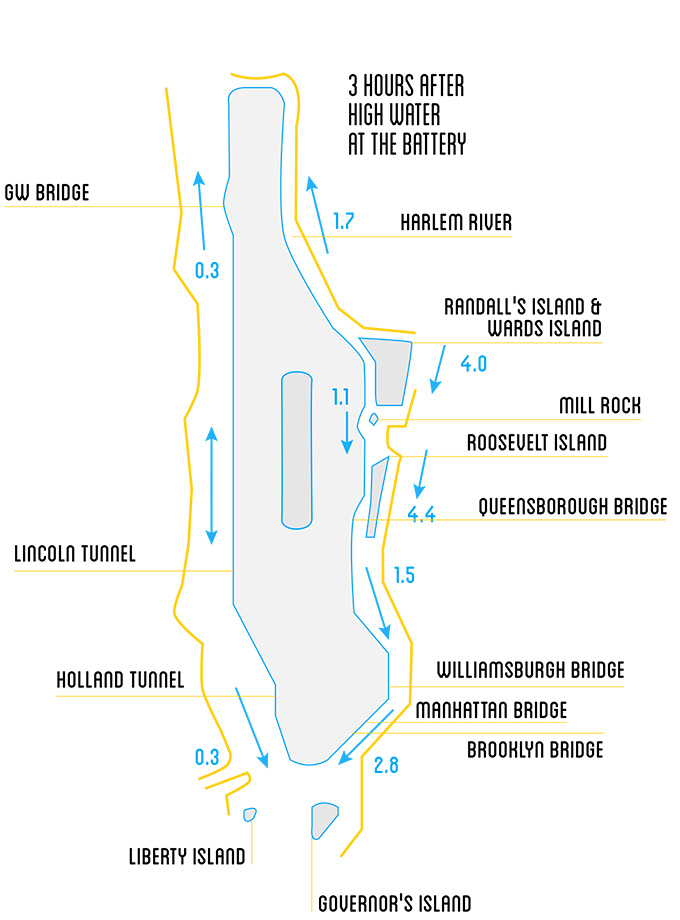 3 HOURS AFTER
HIGH WATER
AT THE BATTERY
GW BRIDGE
1.7
HARLEM RIVER
0.3
RANDALL'S ISLAND &
WARDS ISLAND
4.0
1.1
MILL ROCK
ROOSEVELT ISLAND
QUEENSBOROUGH BRIDGE
4.4
LINCOLN TUNNEL
1.5
WILLIAMSBURGH BRIDGE
HOLLAND TUNNEL
MANHATTAN BRIDGE
BROOKLYN BRIDGE
0.3
2.8
LIBERTY ISLAND
GOVERNOR'S ISLAND